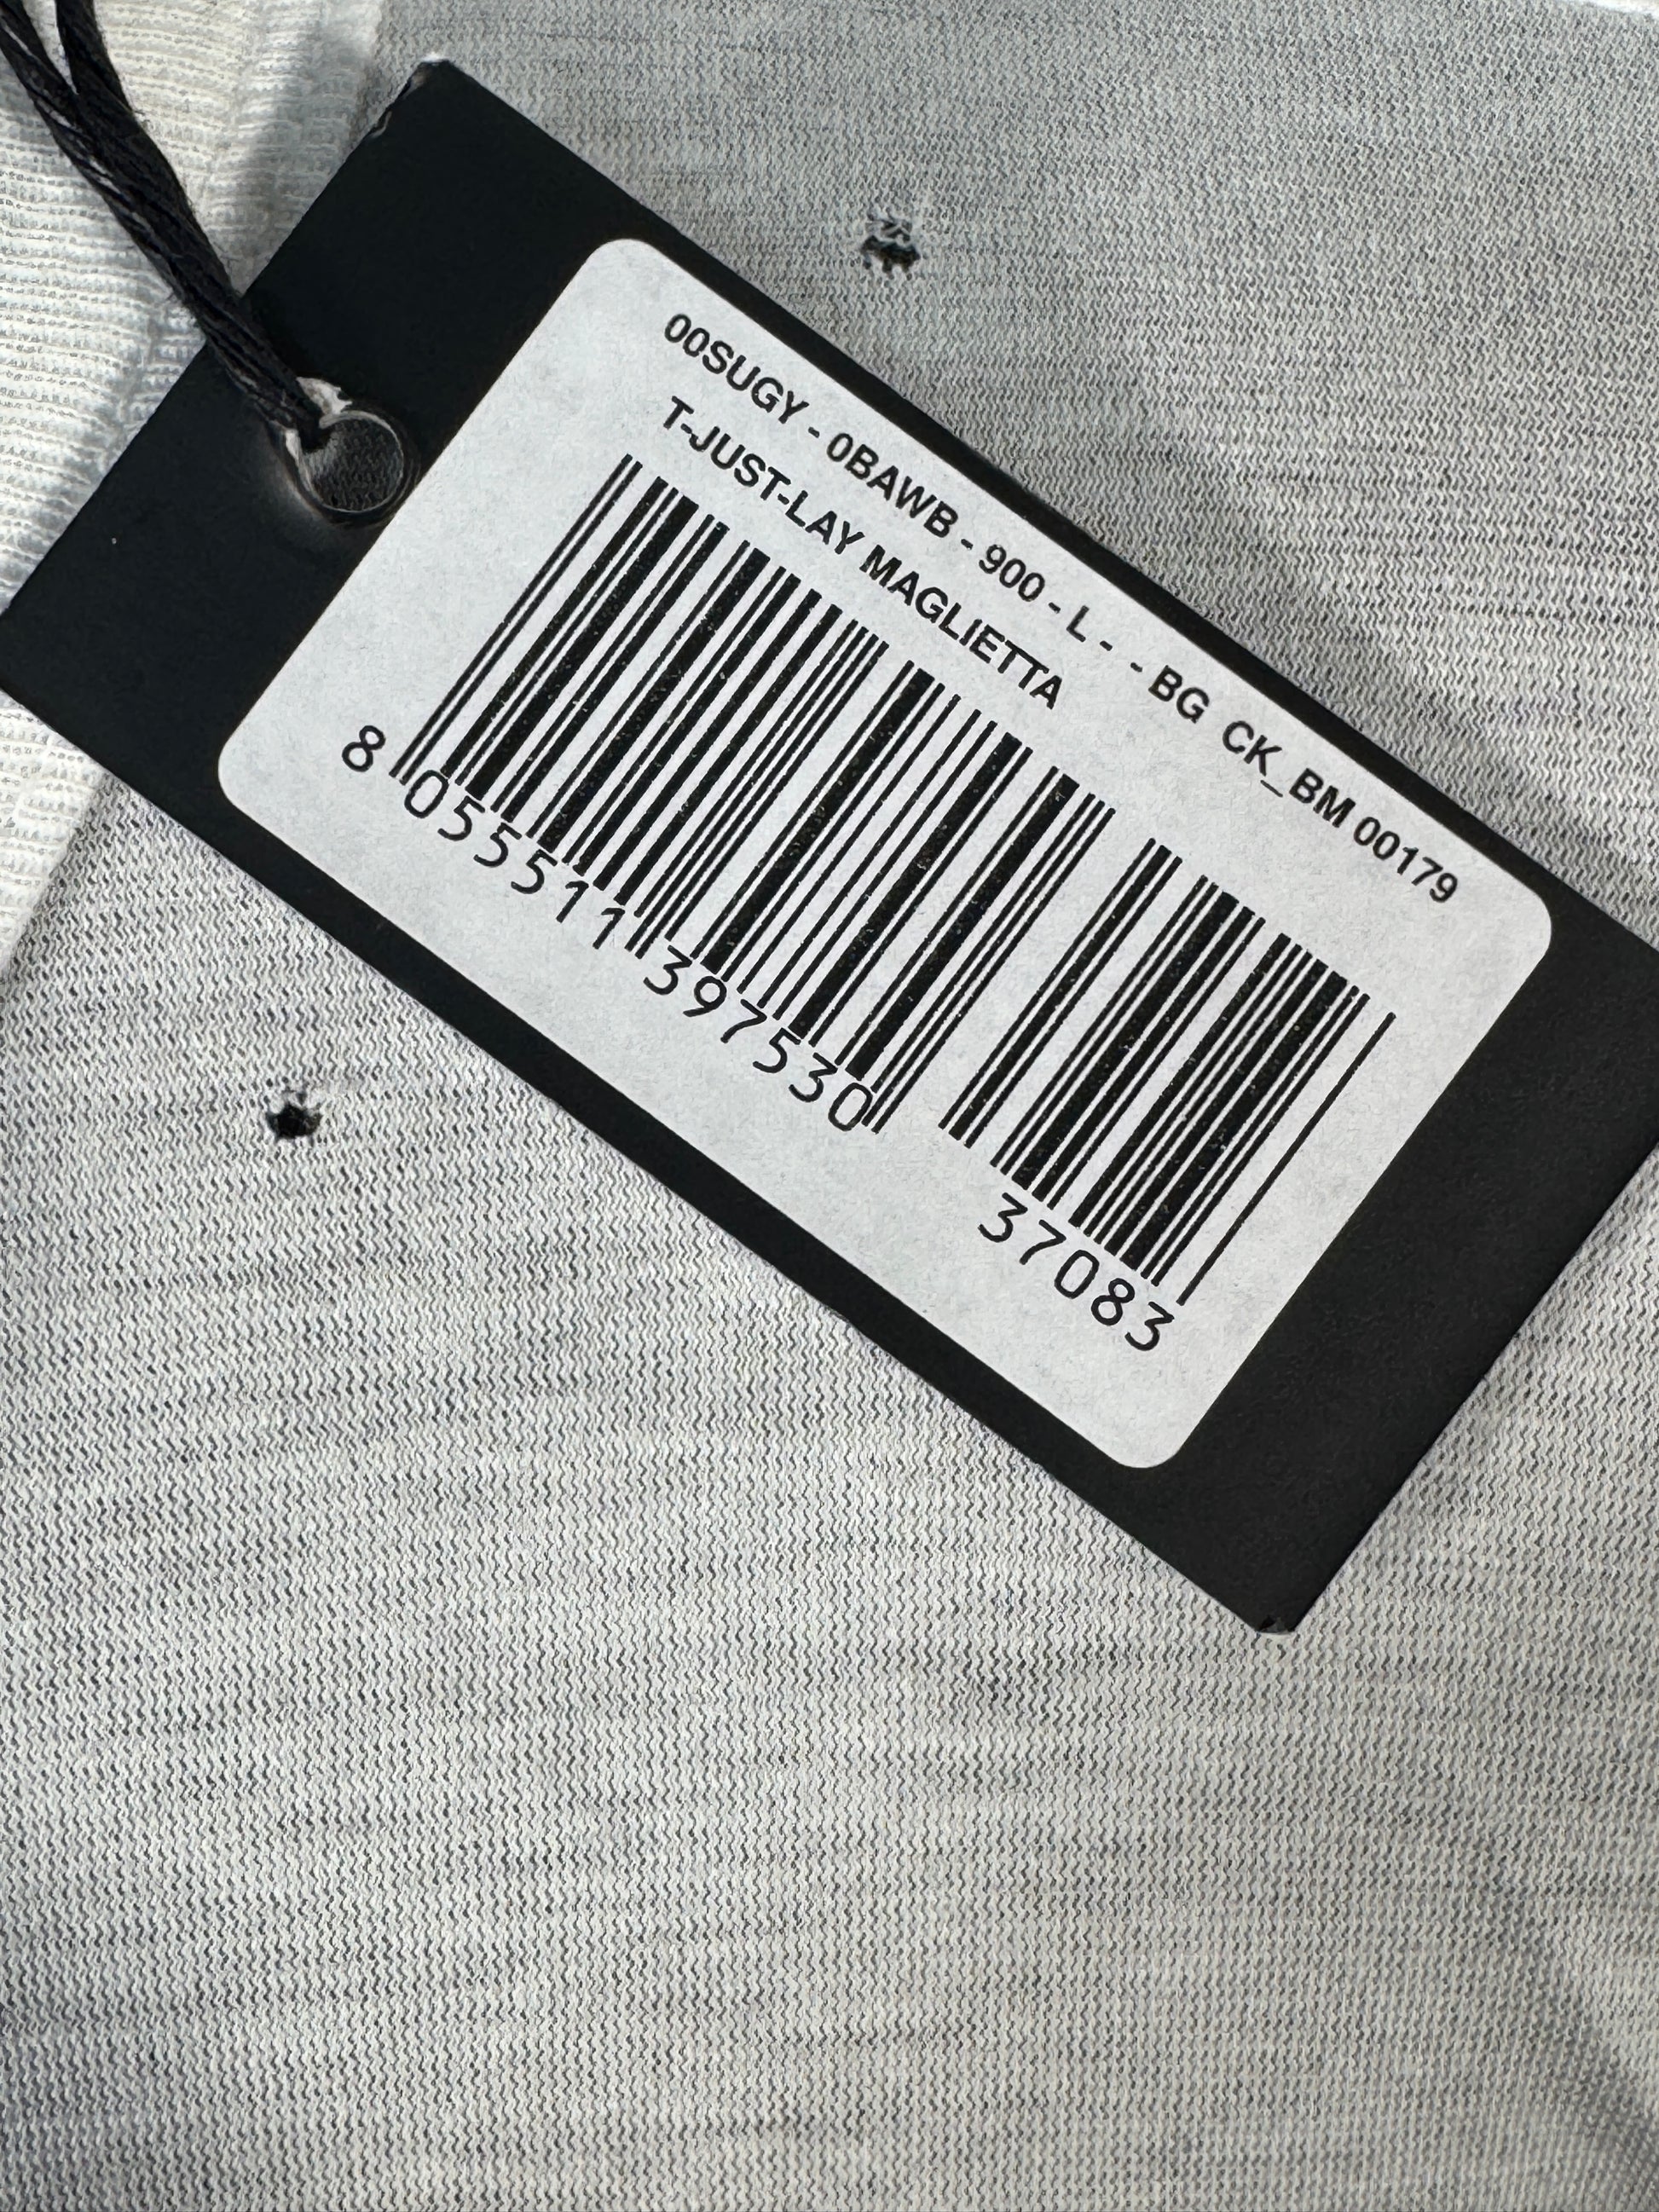 00SUGY - 0BAWB - 900 - L - - BG CK_BM 00179
T-JUST-LAY MAGLIETTA
8 055511 397530 37083